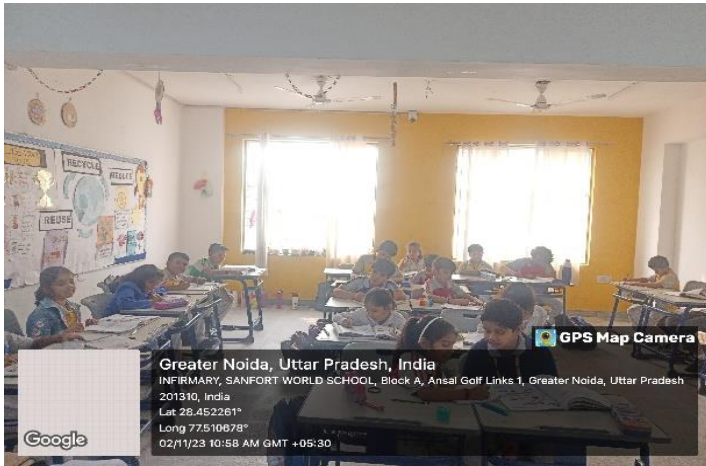 RECYCLE
REDUCE
REUSE
GPS Map Camera
Greater Noida, Uttar Pradesh, India
INFIRMARY, SANFORT WORLD SCHOOL, Block A, Ansal Golf Links 1, Greater Noida, Uttar Pradesh
201310, India
Lat 28.452261°
Long 77.510678°
02/11/23 10:58 AM GMT +05:30
Google